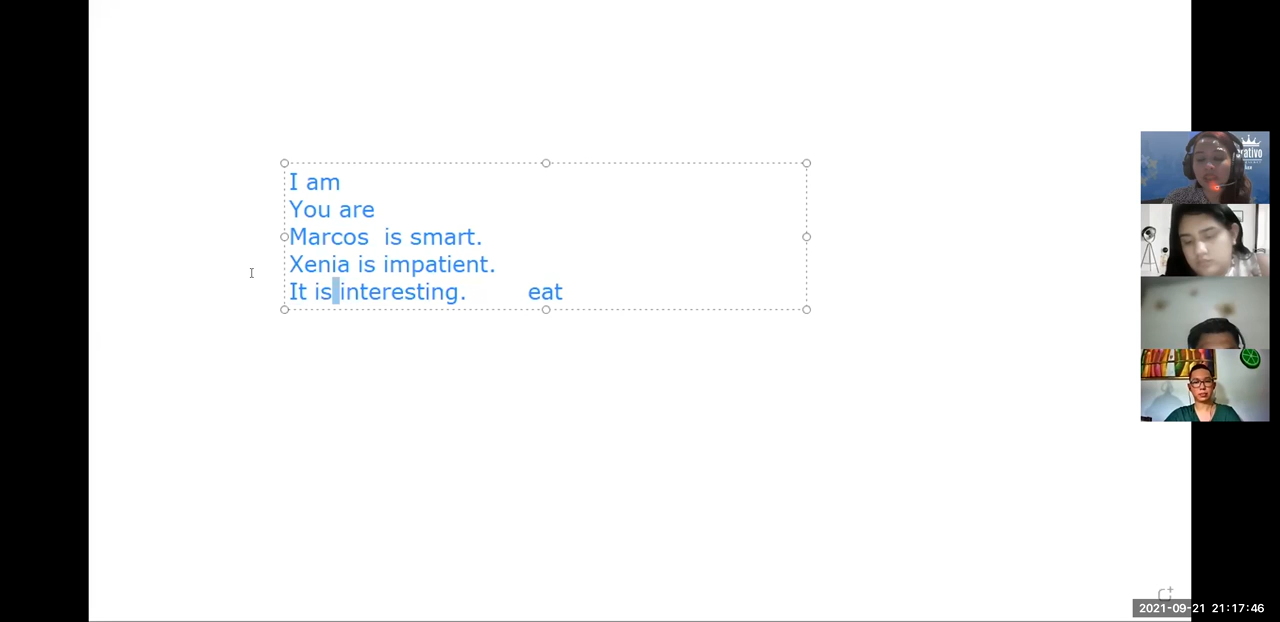 I am
You are
Marcos  is smart.
Xenia is impatient.
It is interesting.        eat
rativo
2021-09-21 21:17:46